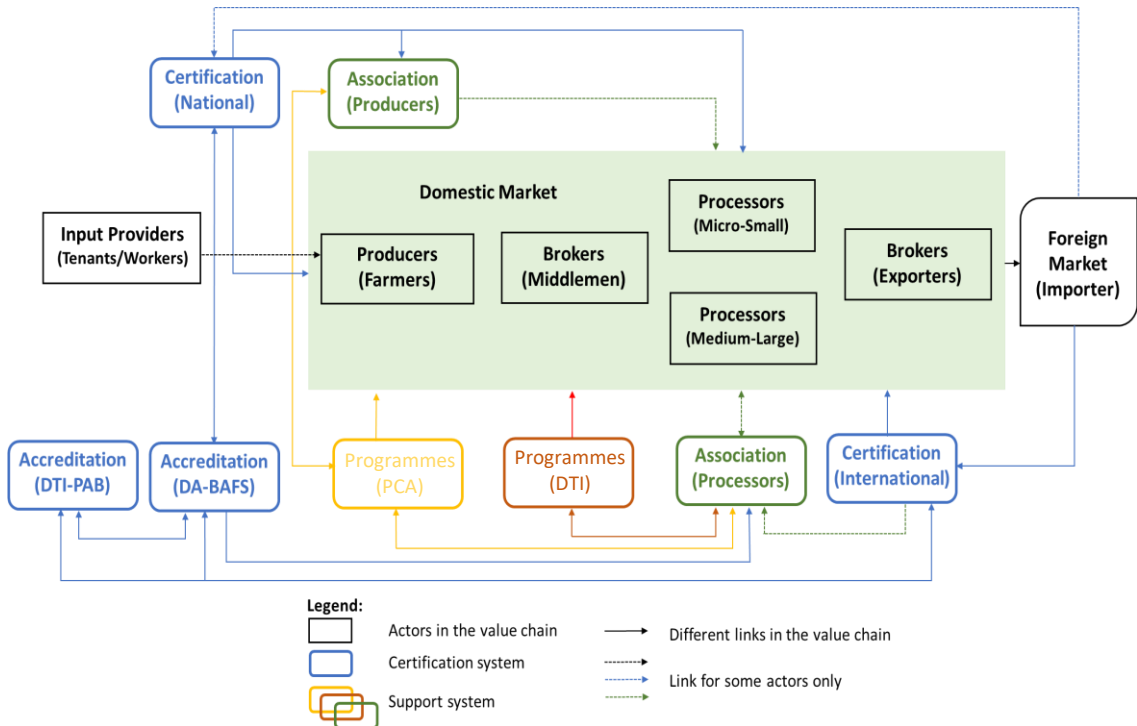 Certification
(National)
Association
(Producers)
Domestic Market
Input Providers
(Tenants/Workers)
Producers
(Farmers)
Brokers
(Middlemen)
Processors
(Micro-Small)
Processors
(Medium-Large)
Brokers
(Exporters)
Foreign
Market
(Importer)
Accreditation
(DTI-PAB)
Accreditation
(DA-BAFS)
Programmes
(PCA)
Programmes
(DTI)
Association
(Processors)
Certification
(International)
Legend:
Actors in the value chain
Different links in the value chain
Certification system
Link for some actors only
Support system